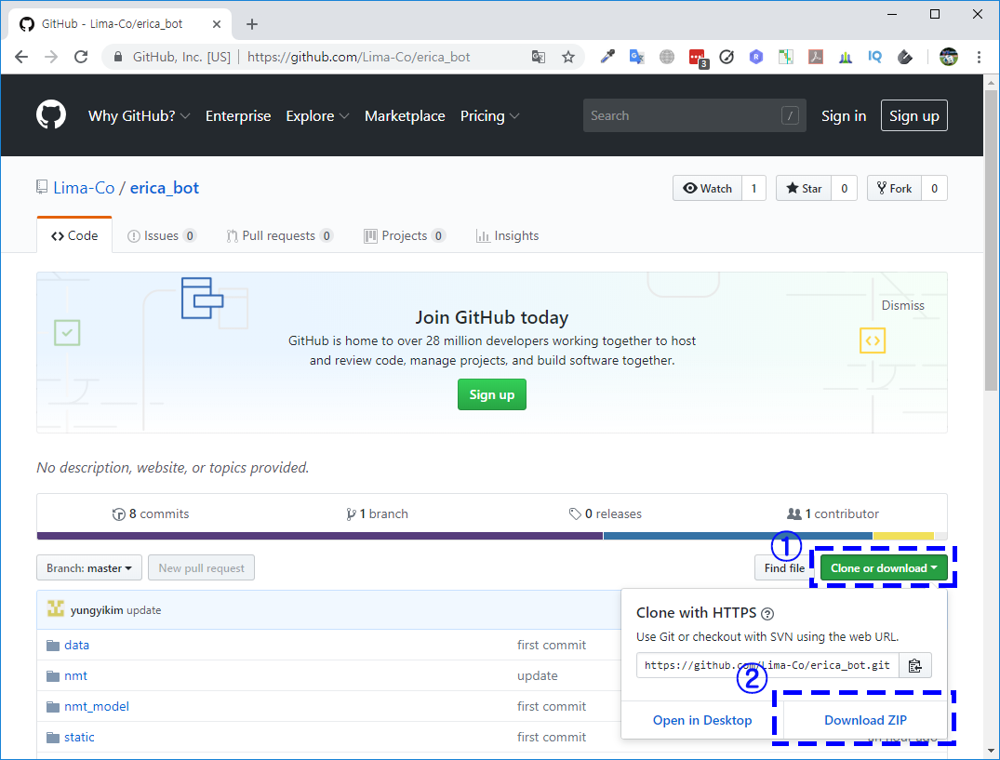 GitHub - Lima-Co/erica_bot
GitHub, Inc. [US] https://github.com/Lima-Co/erica_bot
3
R
IQ
Why GitHub? Enterprise Explore Marketplace Pricing Search / Sign in Sign up
Lima-Co / erica_bot Watch 1 Star 0 Fork 0
Code Issues 0 Pull requests 0 Projects 0 Insights
Dismiss
Join GitHub today
GitHub is home to over 28 million developers working together to host
and review code, manage projects, and build software together.
Sign up
No description, website, or topics provided.
8 commits 1 branch 0 releases 1 contributor
①
Branch: master New pull request Find file Clone or download
yungyikim update
Clone with HTTPS ?
Use Git or checkout with SVN using the web URL.
data first commit
https://github.com/Lima-Co/erica_bot.git
nmt update
②
nmt_model first commit
Open in Desktop Download ZIP
static first commit an hour ago